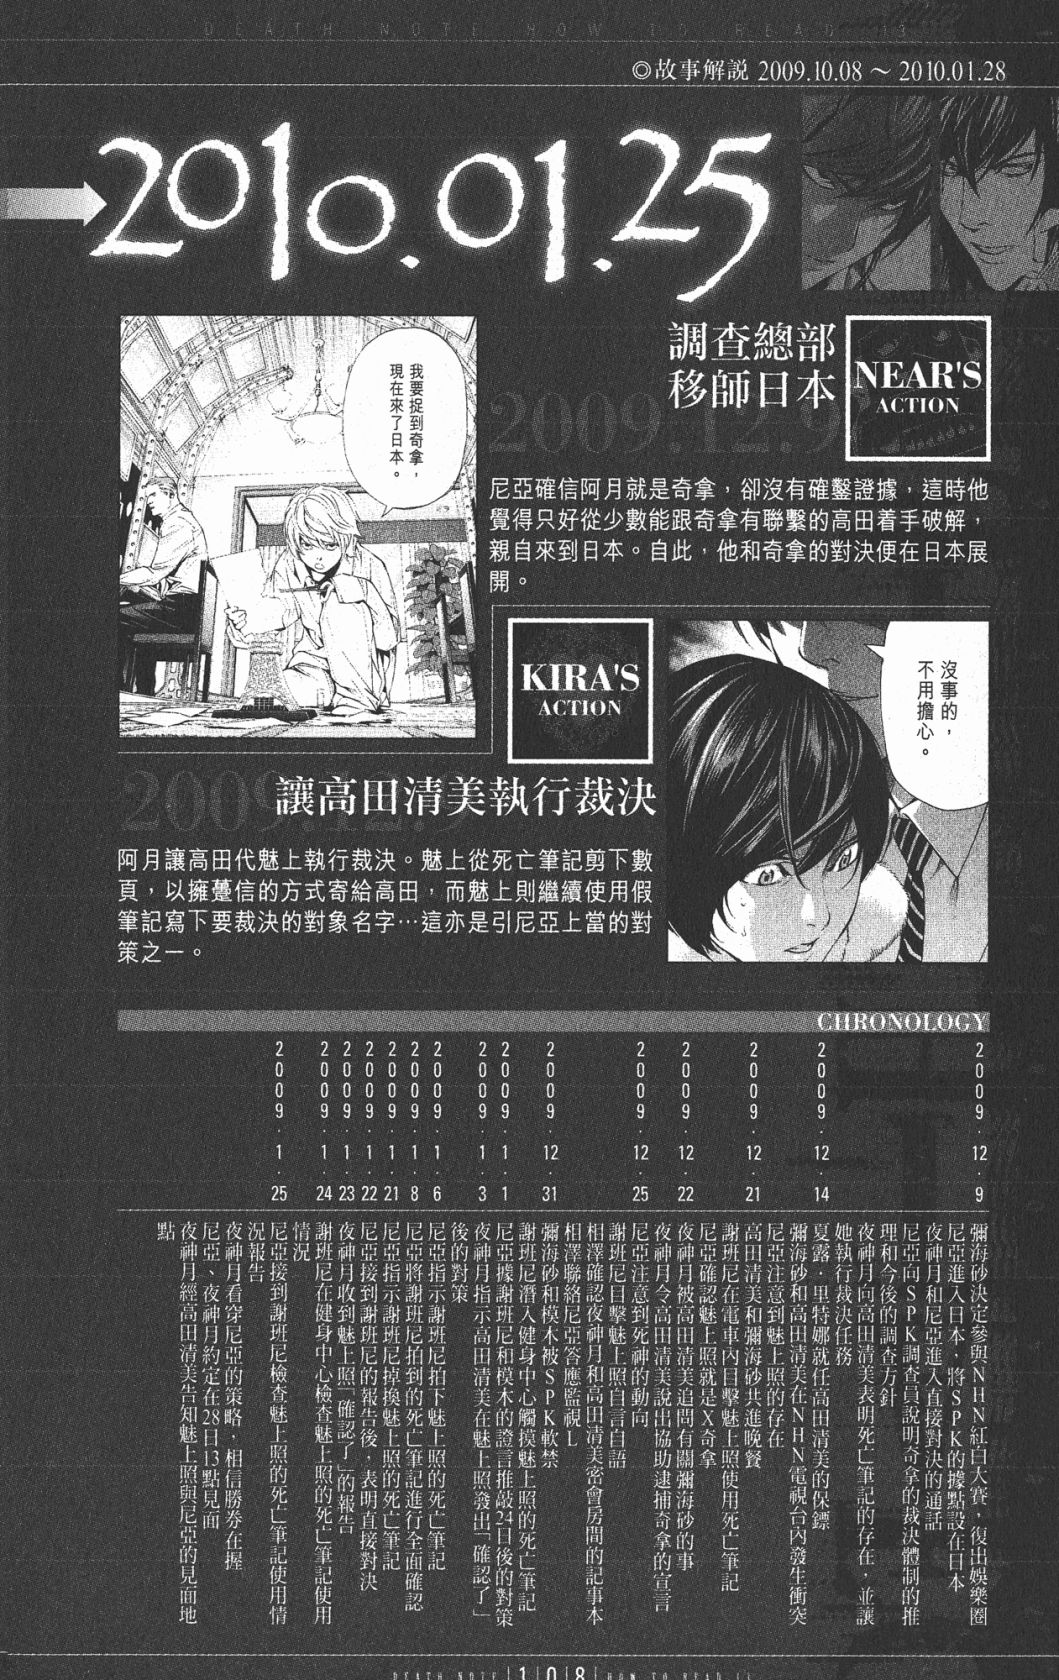 DEATH NOTE HOW TO READ 13
◎故事解説 2009.10.08～2010.01.28
2010.01.25
調查總部
移師日本
NEAR'S
ACTION
2009.12.9
我要捉到奇拿，
現在來了日本。
尼亞確信阿月就是奇拿，卻沒有確鑿證據，這時他
覺得只好從少數能跟奇拿有聯繫的高田着手破解，
親自來到日本。自此，他和奇拿的對決便在日本展
開。
KIRA'S
ACTION
沒事的，
不用擔心。
2009.12.9
讓高田清美執行裁決
阿月讓高田代魅上執行裁決。魅上從死亡筆記剪下數
頁，以擁躉信的方式寄給高田，而魅上則繼續使用假
筆記寫下要裁決的對象名字…這亦是引尼亞上當的對
策之一。
CHRONOLOGY
2009.12.9
彌海砂決定參與NHN紅白大賽，復出娛樂圈
尼亞進入日本，將SPK的據點設在日本
夜神月和尼亞進入直接對決的通話
尼亞向SPK調查員說明奇拿的裁決體制的推
理和今後的調查方針
夜神月向高田清美表明死亡筆記的存在，並讓
她執行裁決任務
2009.12.14
夏露．里特娜就任高田清美的保鏢
彌海砂和高田清美在NHN電視台內發生衝突
尼亞注意到魅上照的存在
2009.12.21
高田清美和彌海砂共進晚餐
謝班尼在電車內目擊魅上照使用死亡筆記
尼亞確認魅上照就是X奇拿
2009.12.22
夜神月被高田清美追問有關彌海砂的事
夜神月令高田清美說出協助逮捕奇拿的宣言
2009.12.25
尼亞注意到死神的動向
謝班尼目擊魅上照自言自語
相澤確認夜神月和高田清美密會房間的記事本
相澤聯絡尼亞答應監視L
2009.12.31
彌海砂和模木被SPK軟禁
謝班尼潛入健身中心觸摸魅上照的死亡筆記
2009.1.1
尼亞據謝班尼和模木的證言推敲24日後的對策
2009.1.3
夜神月指示高田清美在魅上照發出「確認了」
後的對策
2009.1.6
尼亞指示謝班尼拍下魅上照的死亡筆記
2009.1.8
尼亞將謝班尼拍到的死亡筆記進行全面確認
2009.1.21
尼亞指示謝班尼掉換魅上照的死亡筆記
2009.1.22
尼亞接到謝班尼的報告後，表明直接對決
2009.1.23
夜神月收到魅上照「確認了」的報告
2009.1.24
謝班尼在健身中心檢查魅上照的死亡筆記使用
情況
2009.1.25
尼亞接到謝班尼檢查魅上照的死亡筆記使用情
況報告
夜神月看穿尼亞的策略，相信勝券在握
尼亞、夜神月約定在28日13點見面
夜神月經高田清美告知魅上照與尼亞的見面地
點
DEATH NOTE 108 HOW TO READ 13